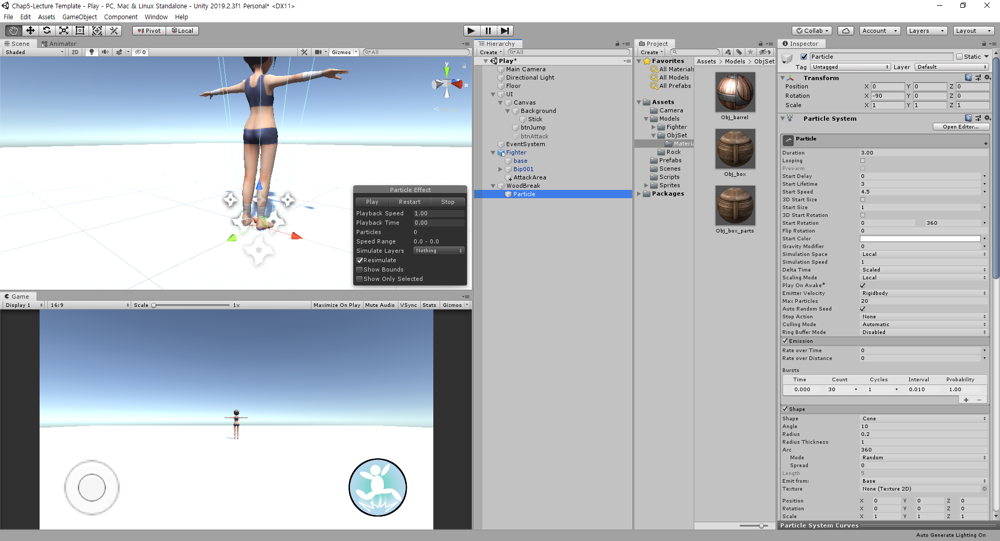 Chap5-Lecture Template - Play - PC, Mac & Linux Standalone - Unity 2019.2.3f1 Personal* <DX11>
File Edit Assets GameObject Component Window Help
Pivot Local
Collab Account Layers Layout
Scene Animator
Shaded 2D 0 Gizmos All
y
x
Particle Effect
Play Restart Stop
Playback Speed 1.00
Playback Time 0.00
Particles 0
Speed Range 0.0 - 0.0
Simulate Layers Nothing
Resimulate
Show Bounds
Show Only Selected
Game
Display 1 16:9 Scale 1x Maximize On Play Mute Audio VSync Stats Gizmos
Hierarchy
Create All
Play*
Main Camera
Directional Light
Floor
UI
Canvas
Background
Stick
btnJump
btnAttack
EventSystem
Fighter
base
Bip001
AttackArea
WoodBreak
Particle
Project
Create 9
Favorites
All Materials
All Models
All Prefabs
Assets
Camera
Models
Fighter
ObjSet
Materia
Rock
Prefabs
Scenes
Scripts
Sprites
Packages
Assets > Models > ObjSet
Obj_barrel
Obj_box
Obj_box_parts
Inspector
Particle Static
Tag Untagged Layer Default
Transform
Position X 0 Y 0 Z 0
Rotation X -90 Y 0 Z 0
Scale X 1 Y 1 Z 1
Particle System
Open Editor...
Particle
Duration 3.00
Looping
Prewarm
Start Delay 0
Start Lifetime 3
Start Speed 4.5
3D Start Size
Start Size 1
3D Start Rotation
Start Rotation 0 360
Flip Rotation 0
Start Color
Gravity Modifier 0
Simulation Space Local
Simulation Speed 1
Delta Time Scaled
Scaling Mode Local
Play On Awake*
Emitter Velocity Rigidbody
Max Particles 20
Auto Random Seed
Stop Action None
Culling Mode Automatic
Ring Buffer Mode Disabled
Emission
Rate over Time 0
Rate over Distance 0
Bursts
Time Count Cycles Interval Probability
0.000 30 1 0.010 1.00
Shape
Shape Cone
Angle 10
Radius 0.2
Radius Thickness 1
Arc 360
Mode Random
Spread 0
Length 5
Emit from: Base
Texture None (Texture 2D)
Position X 0 Y 0 Z 0
Rotation X 0 Y 0 Z 0
Scale X 1 Y 1 Z 1
Particle System Curves
Auto Generate Lighting On